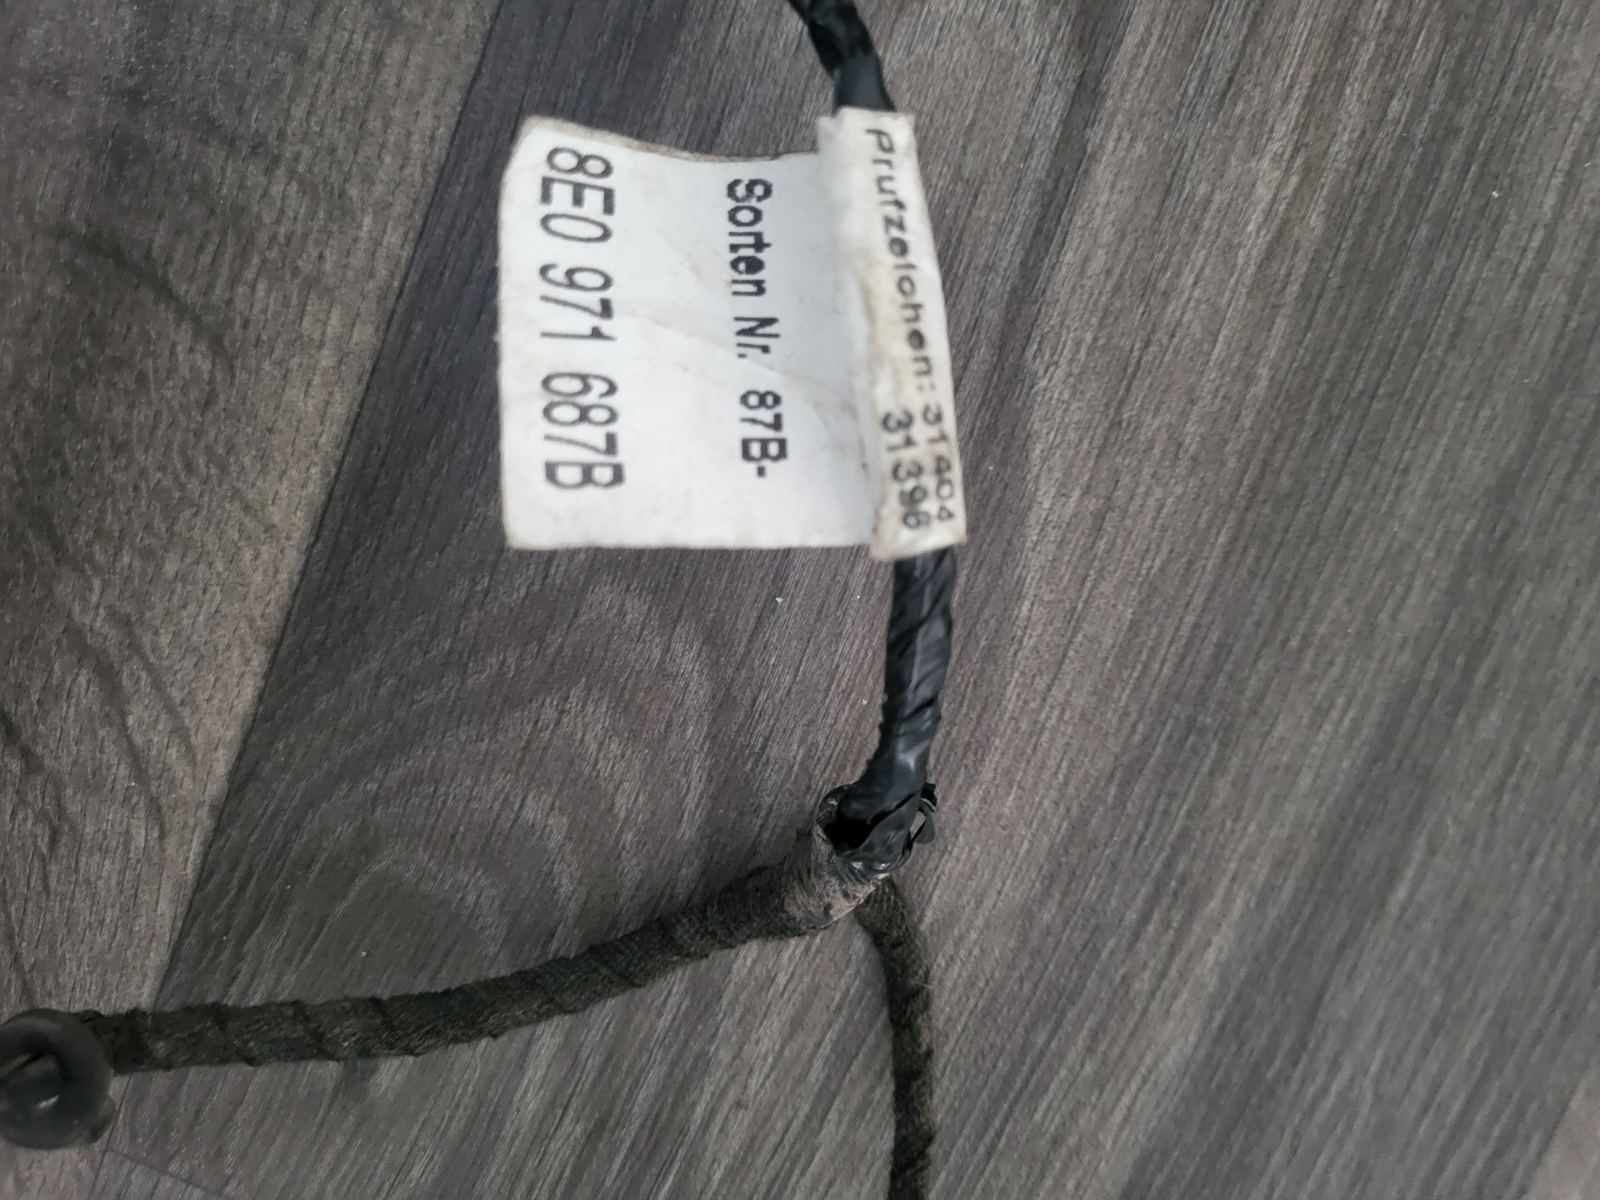 Prufzeichen: 31404
31396
Sorten Nr. 87B-
8E0 971 687B